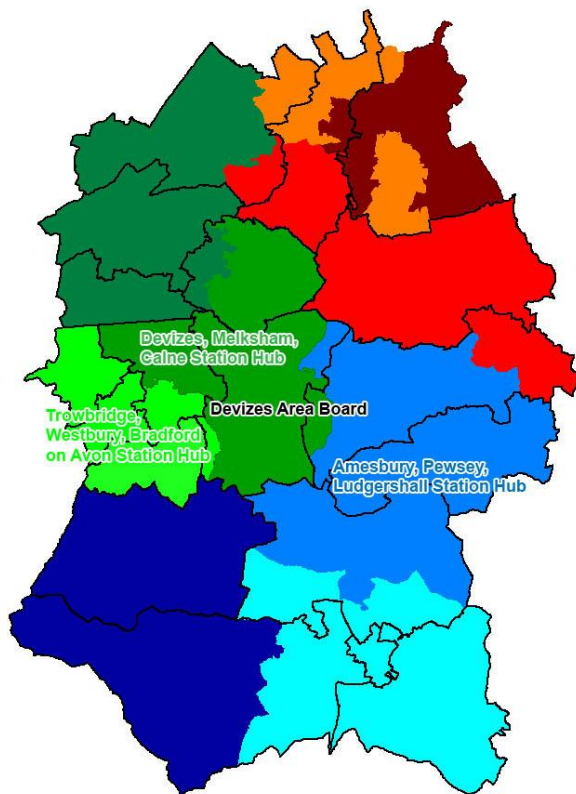 Devizes, Melksham,
Calne Station Hub
Trowbridge,
Westbury, Bradford
on Avon Station Hub
Devizes Area Board
Amesbury, Pewsey,
Ludgershall Station Hub